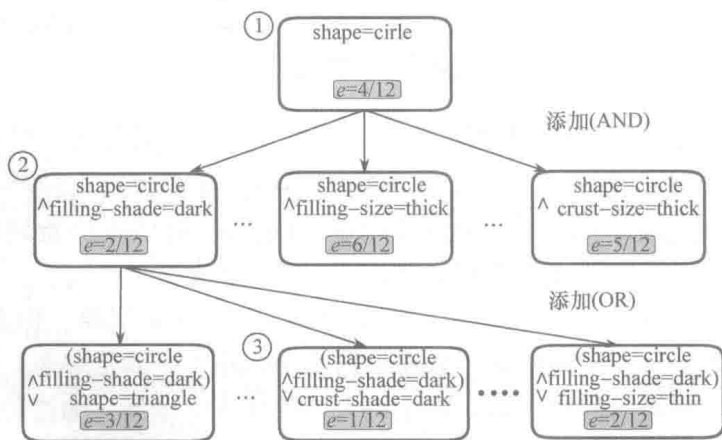 ① shape=cirle
e=4/12
添加(AND)
②
shape=circle
^filling-shade=dark
e=2/12
...
shape=circle
^filling-size=thick
e=6/12
...
shape=circle
^ crust-size=thick
e=5/12
添加(OR)
(shape=circle
^filling-shade=dark)
∨ shape=triangle
e=3/12
...
③
(shape=circle
^filling-shade=dark)
∨ crust-shade=dark
e=1/12
••••
(shape=circle
^filling-shade=dark)
∨ filling-size=thin
e=2/12